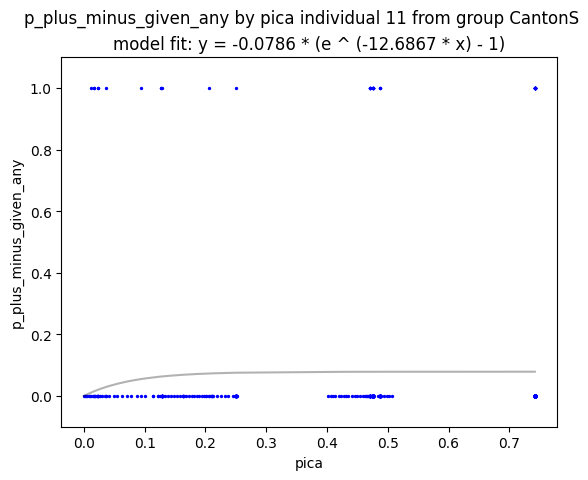 p_plus_minus_given_any by pica individual 11 from group CantonS
model fit: y = -0.0786 * (e ^ (-12.6867 * x) - 1)
p_plus_minus_given_any
1.0
0.8
0.6
0.4
0.2
0.0
0.0 0.1 0.2 0.3 0.4 0.5 0.6 0.7
pica